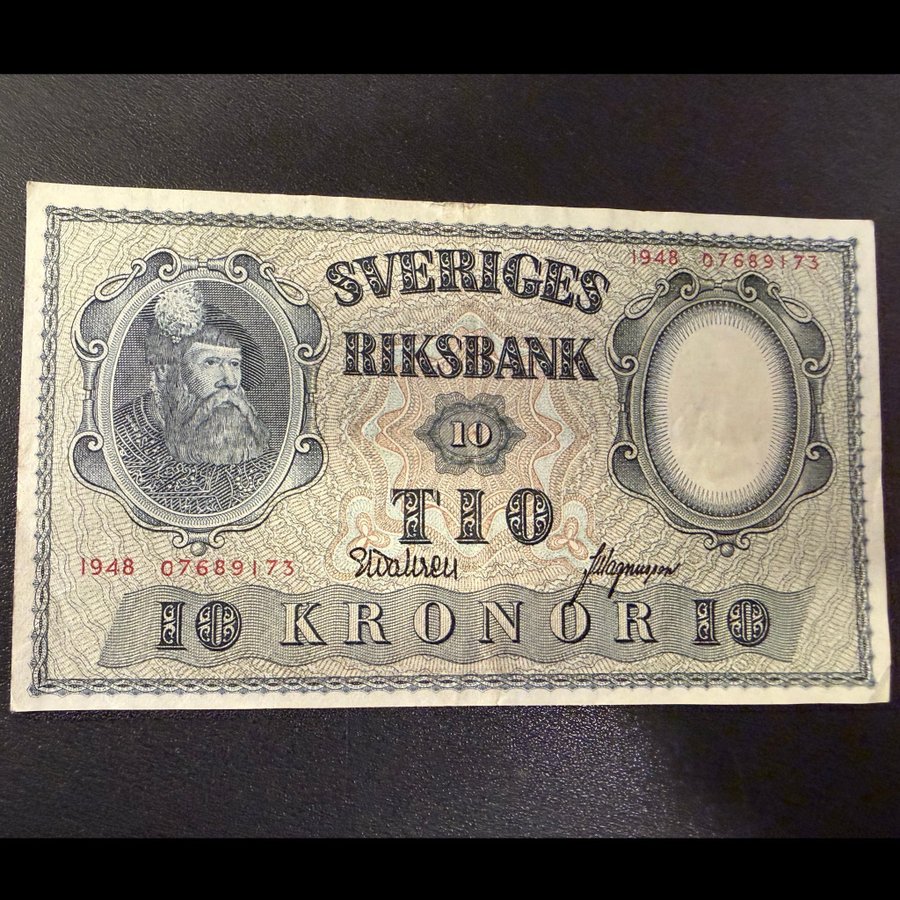 SVERIGES
1948 07689173
RIKSBANK
10
TIO
1948 07689173
10 KRONOR 10